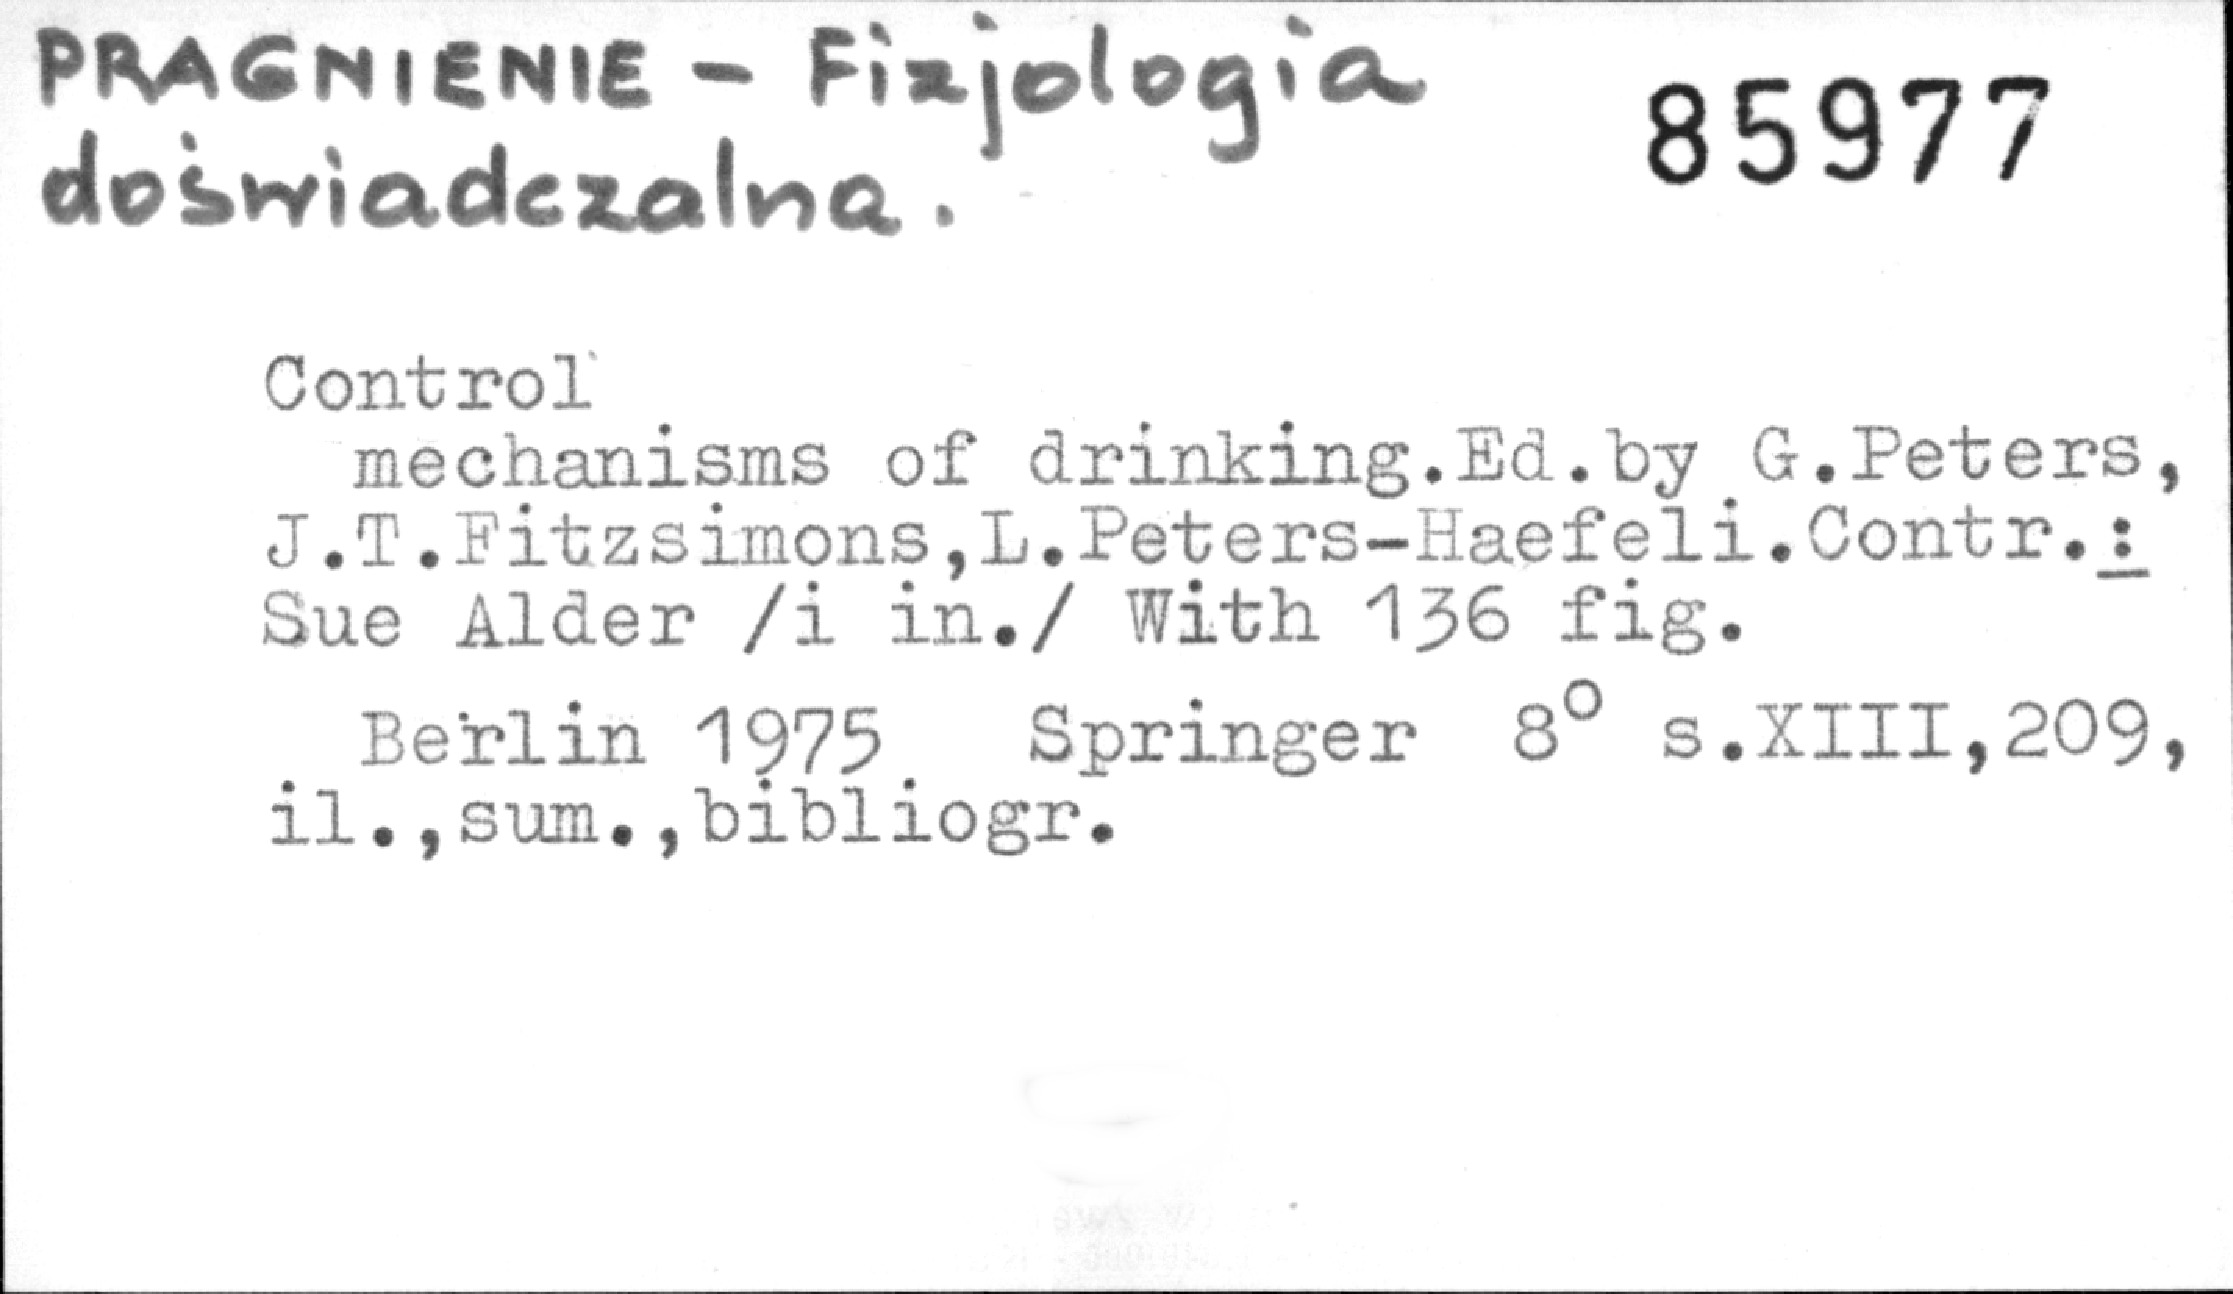 PRAGNIENIE - Fizjologia
doświadczalna.
85977
Control
mechanisms of drinking.Ed.by G.Peters,
J.T.Fitzsimons,L.Peters-Haefeli.Contr.:
Sue Alder /i in./ With 136 fig.
Berlin 1975 Springer 8° s.XIII,209,
il.,sum.,bibliogr.